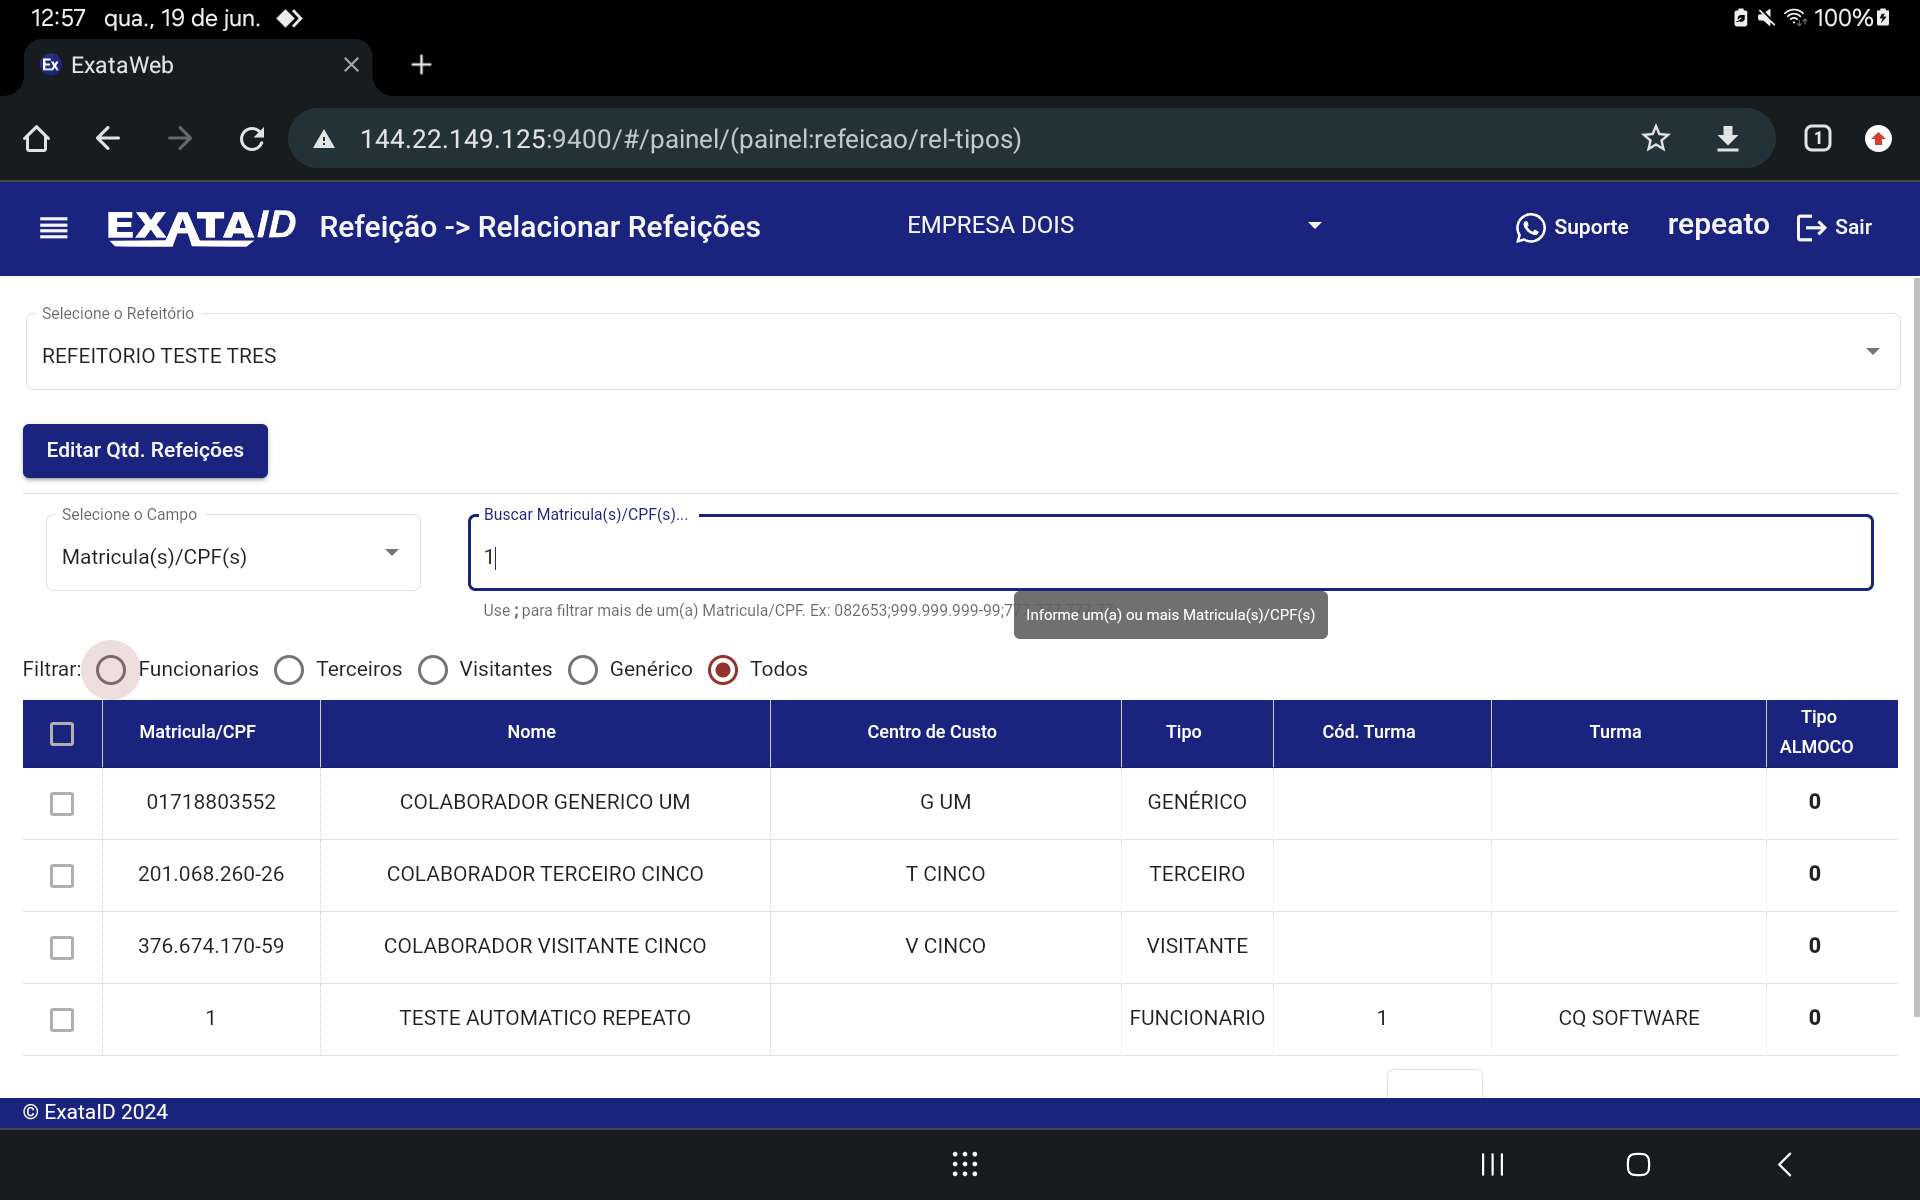 12:57 qua., 19 de jun. 100%
Ex ExataWeb
144.22.149.125:9400/#/painel/(painel:refeicao/rel-tipos) 1
EXATAID Refeição -> Relacionar Refeições EMPRESA DOIS Suporte repeato Sair
Selecione o Refeitório
REFEITORIO TESTE TRES
Editar Qtd. Refeições
Selecione o Campo Buscar Matricula(s)/CPF(s)...
Matricula(s)/CPF(s) 1
Use ; para filtrar mais de um(a) Matricula/CPF. Ex: 082653;999.999.999-99;7
Informe um(a) ou mais Matricula(s)/CPF(s)
Filtrar: Funcionarios Terceiros Visitantes Genérico Todos
Matricula/CPF Nome Centro de Custo Tipo Cód. Turma Turma Tipo ALMOCO
01718803552 COLABORADOR GENERICO UM G UM GENÉRICO 0
201.068.260-26 COLABORADOR TERCEIRO CINCO T CINCO TERCEIRO 0
376.674.170-59 COLABORADOR VISITANTE CINCO V CINCO VISITANTE 0
1 TESTE AUTOMATICO REPEATO FUNCIONARIO 1 CQ SOFTWARE 0
© ExataID 2024